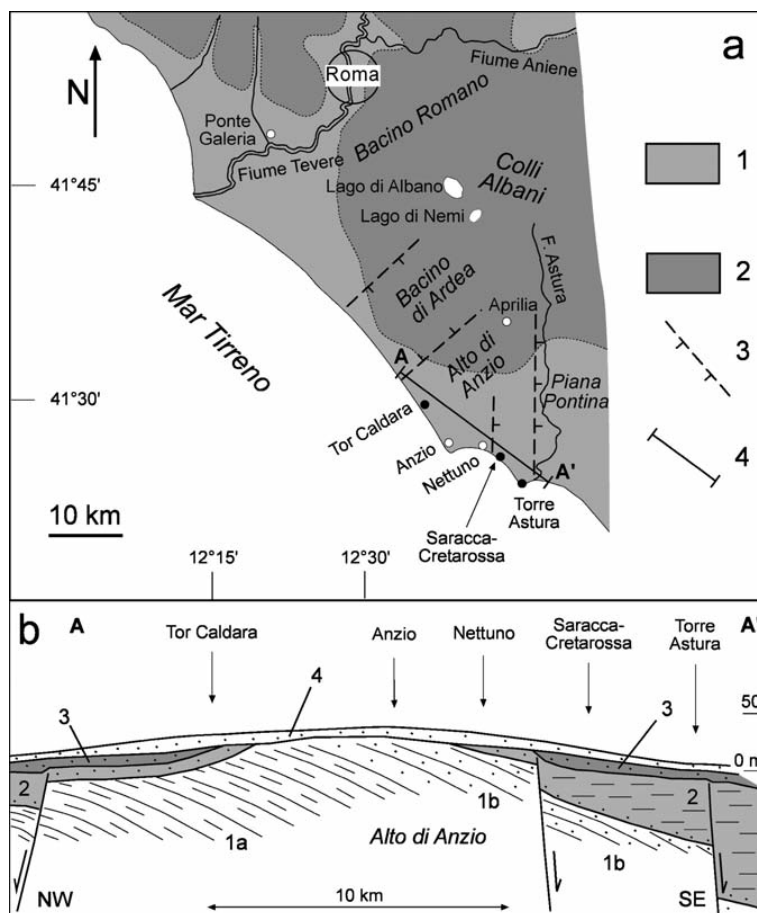 a
N
Roma
Fiume Aniene
Bacino Romano
Ponte
Galeria
Fiume Tevere
Colli
Albani
Lago di Albano
Lago di Nemi
41°45'
Mar Tirreno
Bacino
di Ardea
F. Astura
Aprilia
Alto di
Anzio
Piana
Pontina
41°30'
A
A'
Tor Caldara
Anzio
Nettuno
Torre
Astura
Saracca-
Cretarossa
10 km
12°15'
12°30'
1
2
3
4
b
A
Tor Caldara
Anzio
Nettuno
Saracca-
Cretarossa
Torre
Astura
A'
3
4
3
50
0 m
2
2
1a
1b
1b
Alto di Anzio
NW
10 km
SE